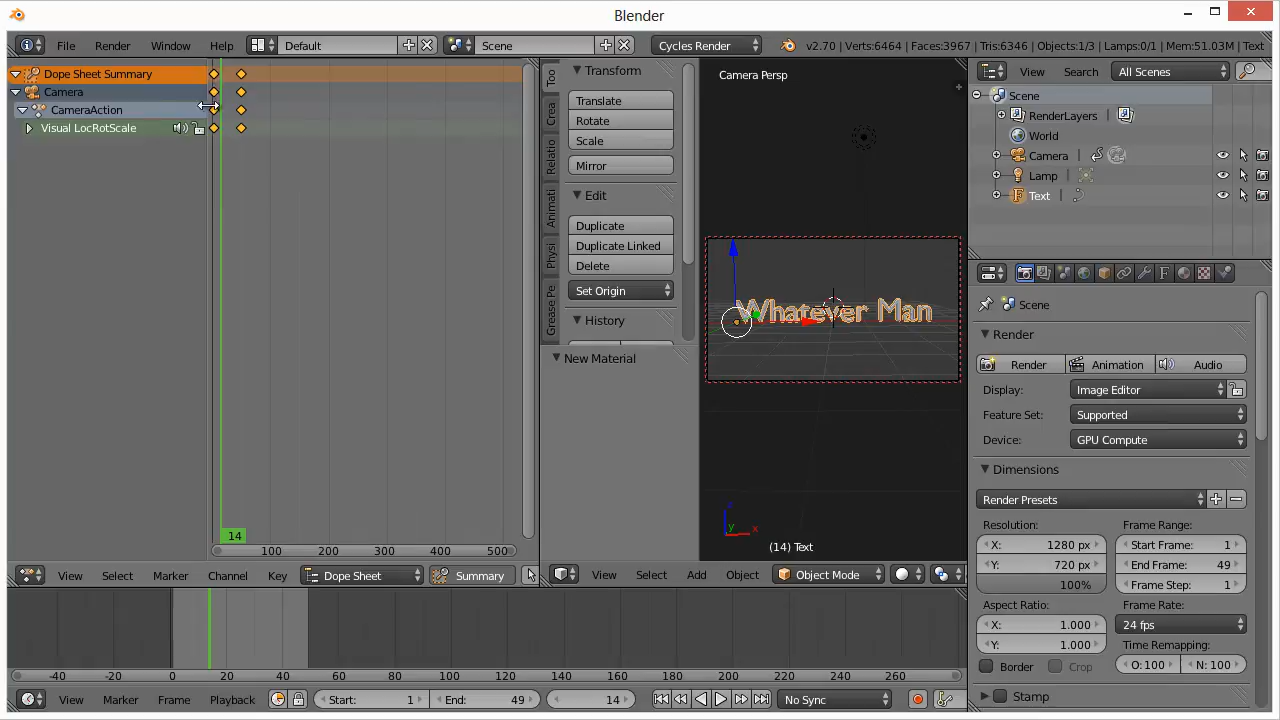 Blender
File
Render
Window
Help
Default
Scene
Cycles Render
v2.70 | Verts:6464 | Faces:3967 | Tris:6346 | Objects:1/3 | Lamps:0/1 | Mem:51.03M | Text
Dope Sheet Summary
Camera
CameraAction
Visual LocRotScale
14
100
200
300
400
500
View
Select
Marker
Channel
Key
Dope Sheet
Summary
Too
Crea
Relatio
Animati
Physi
Grease Pe
Transform
Translate
Rotate
Scale
Mirror
Edit
Duplicate
Duplicate Linked
Delete
Set Origin
History
New Material
Camera Persp
Whatever Man
z
y
x
(14) Text
View
Select
Add
Object
Object Mode
View
Search
All Scenes
Scene
RenderLayers
World
Camera
Lamp
Text
Scene
Render
Render
Animation
Audio
Display:
Image Editor
Feature Set:
Supported
Device:
GPU Compute
Dimensions
Render Presets
Resolution:
Frame Range:
X: 1280 px
Start Frame: 1
Y: 720 px
End Frame: 49
100%
Frame Step: 1
Aspect Ratio:
Frame Rate:
X: 1.000
24 fps
Y: 1.000
Time Remapping:
Border
Crop
O: 100
N: 100
Stamp
-40
-20
0
20
40
60
80
100
120
140
160
180
200
220
240
260
View
Marker
Frame
Playback
Start: 1
End: 49
14
No Sync